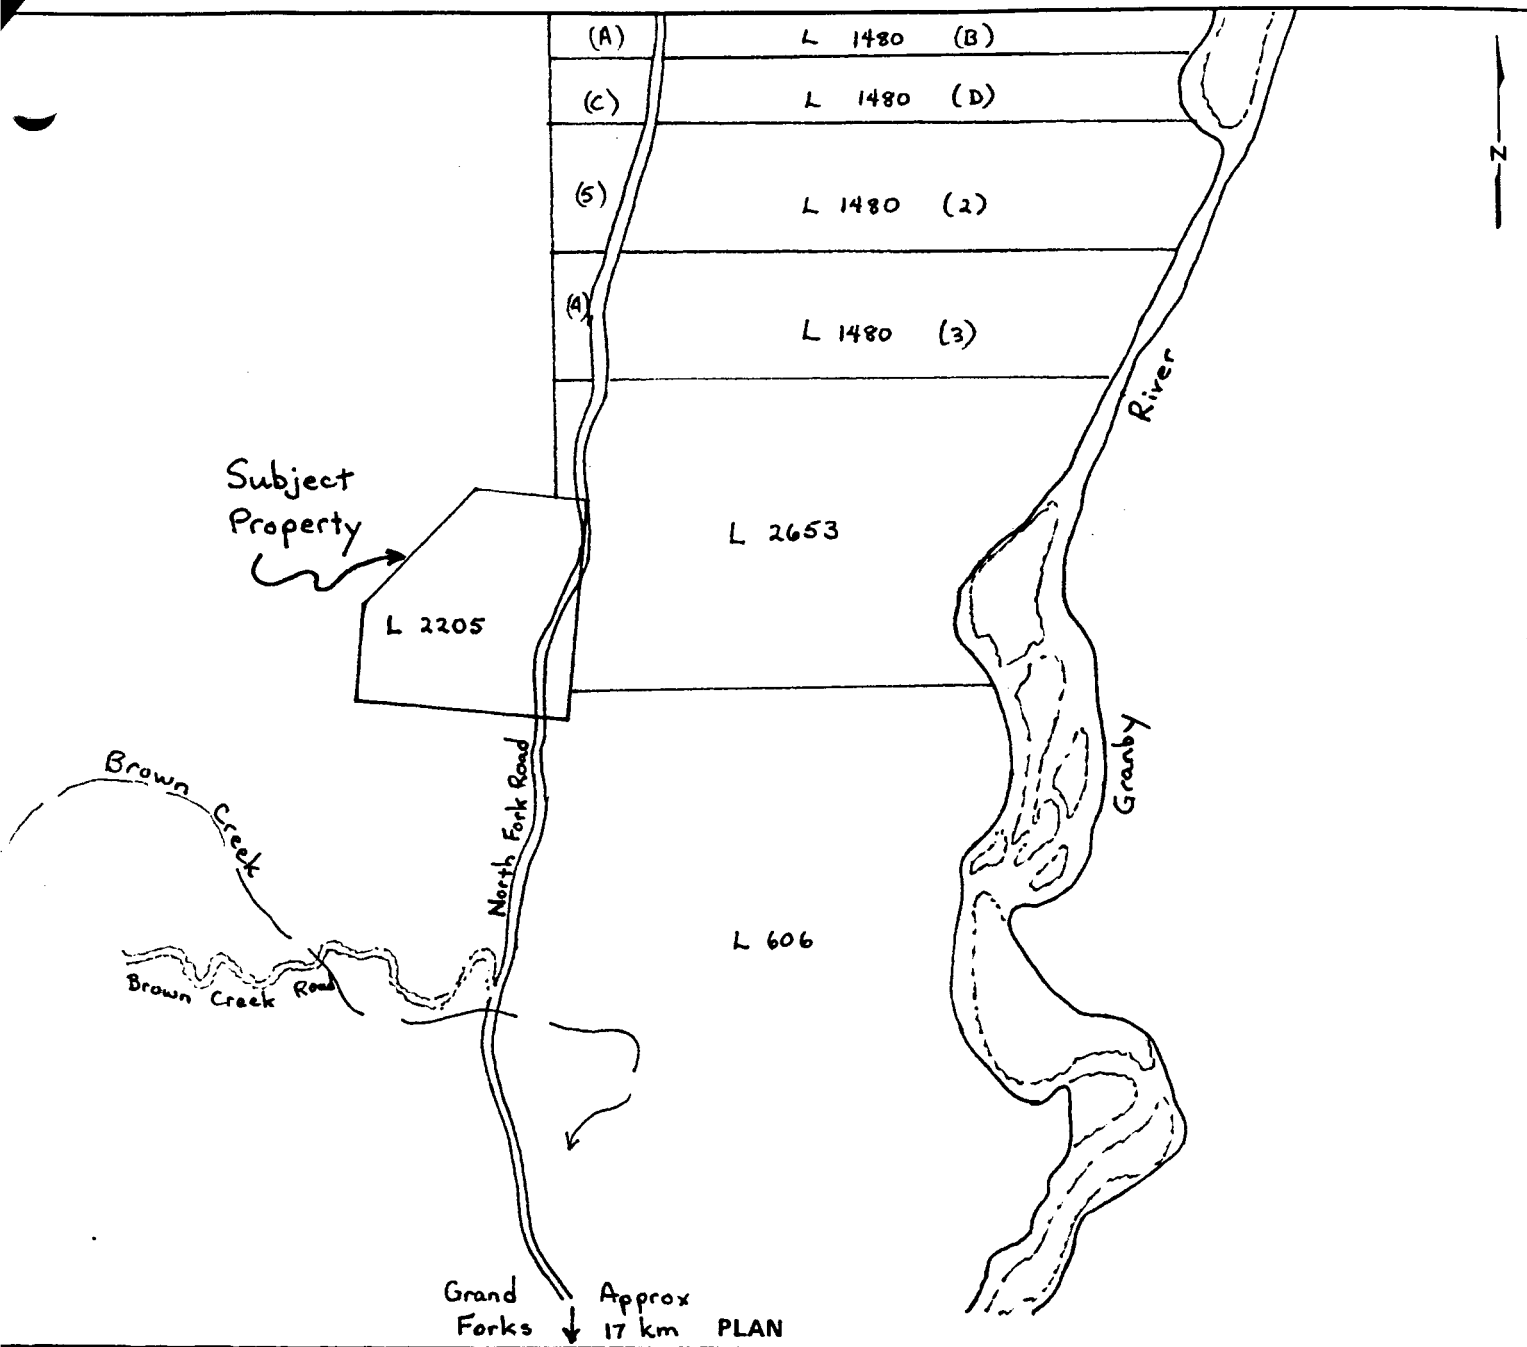 (A) L 1480 (B)
(C) L 1480 (D)
N
(5) L 1480 (2)
(4) L 1480 (3)
River
Subject
Property
L 2653
L 2205
Granby
North Fork Road
Brown Creek
L 606
Brown Creek Road
Grand Approx
Forks 17 km PLAN